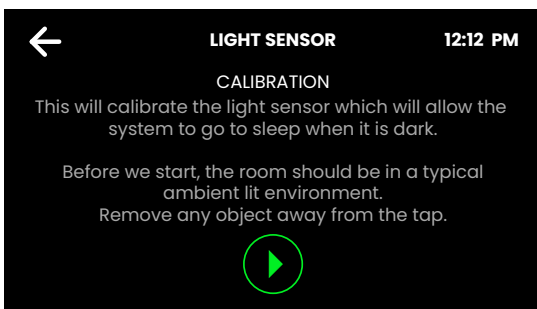 LIGHT SENSOR 12:12 PM
CALIBRATION
This will calibrate the light sensor which will allow the
system to go to sleep when it is dark.
Before we start, the room should be in a typical
ambient lit environment.
Remove any object away from the tap.